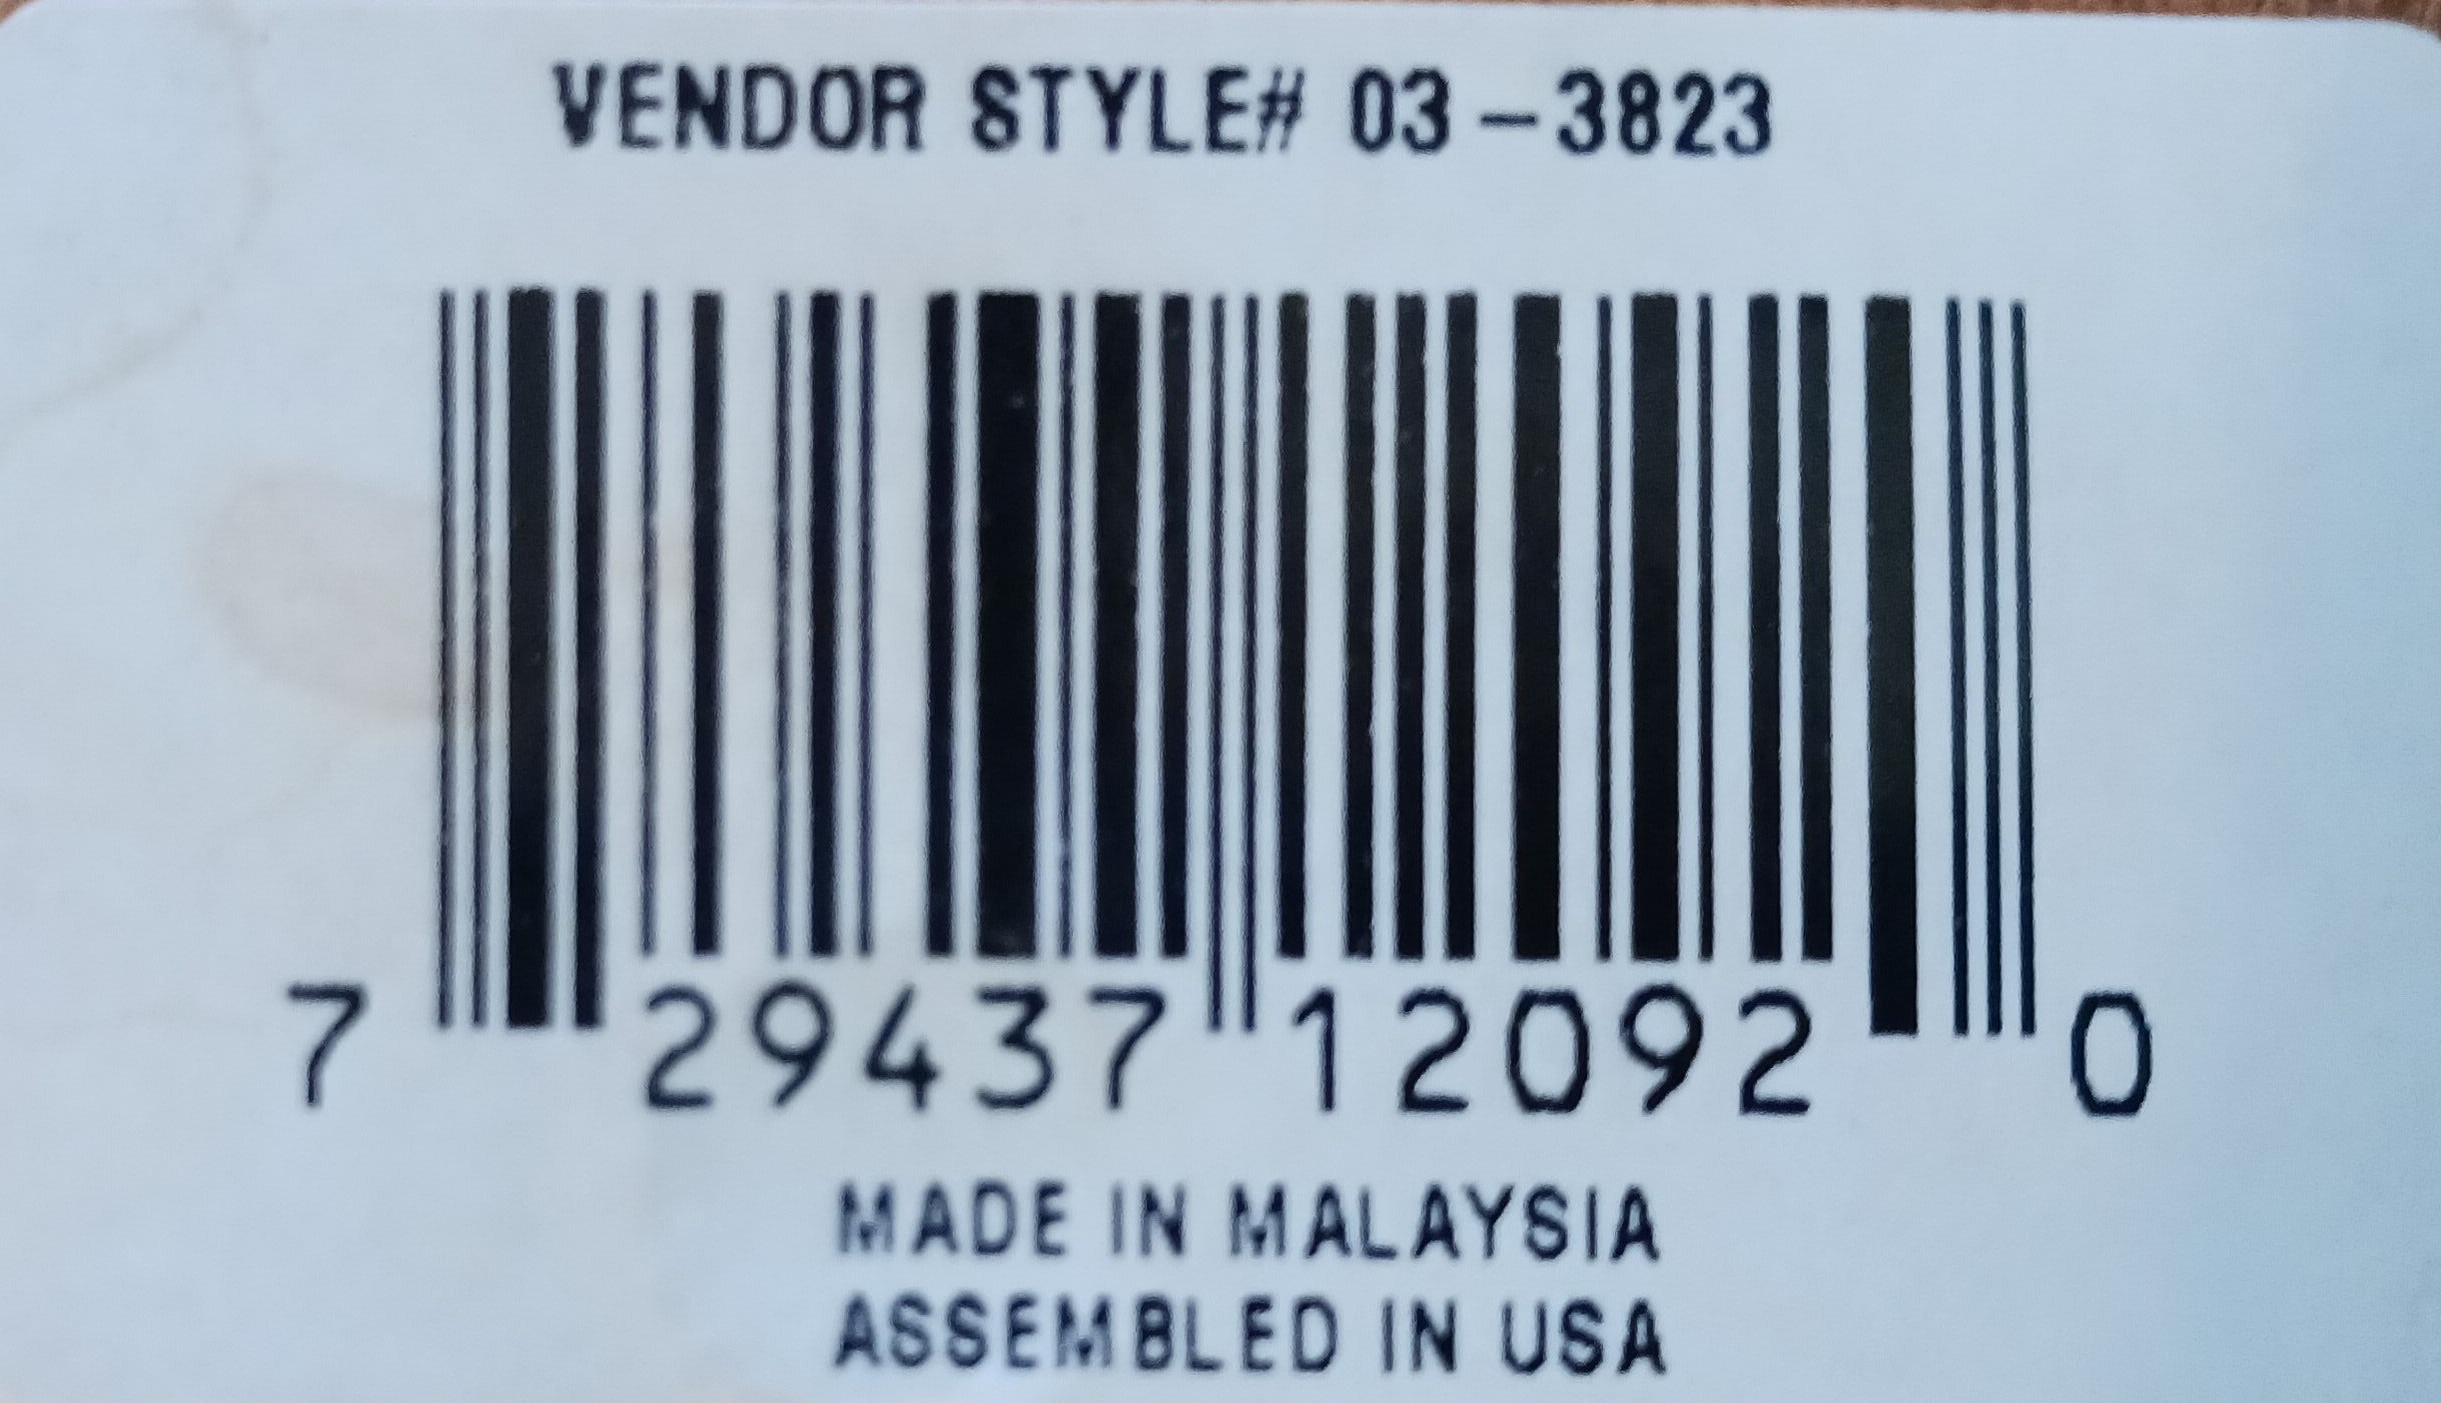 VENDOR STYLE# 03-3823
7 29437 12092 0
MADE IN MALAYSIA
ASSEMBLED IN USA